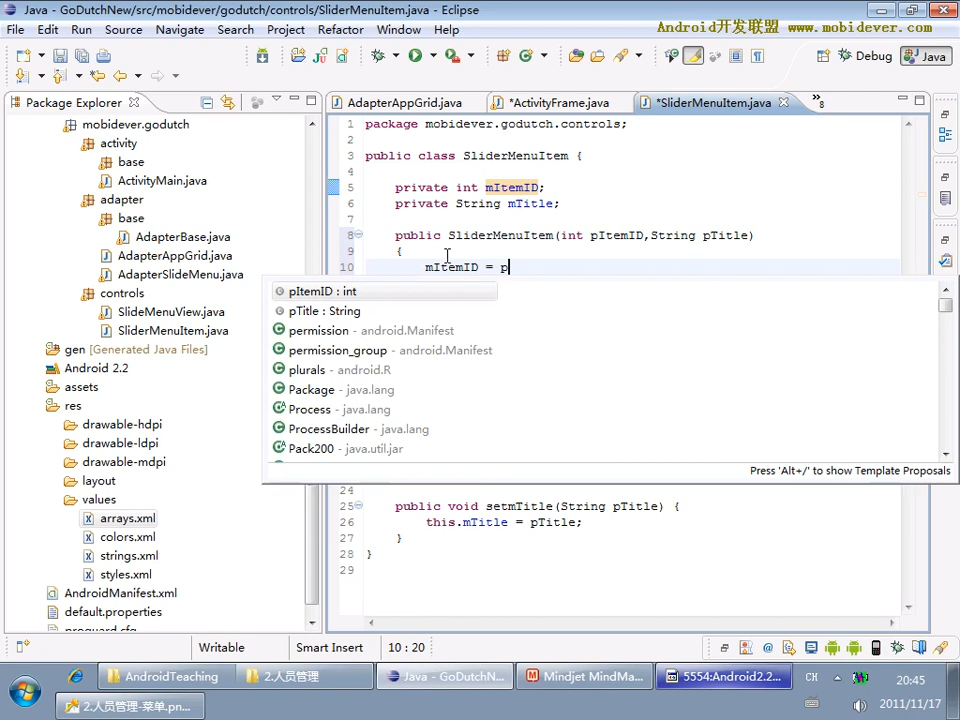 Java - GoDutchNew/src/mobidever/godutch/controls/SliderMenuItem.java - Eclipse
File Edit Run Source Navigate Search Project Refactor Window Help
Android开发联盟 www.mobidever.com
Debug Java
Package Explorer
AdapterAppGrid.java *ActivityFrame.java *SliderMenuItem.java »8
mobidever.godutch
activity
base
ActivityMain.java
adapter
base
AdapterBase.java
AdapterAppGrid.java
AdapterSlideMenu.java
controls
SlideMenuView.java
SliderMenuItem.java
gen [Generated Java Files]
Android 2.2
assets
res
drawable-hdpi
drawable-ldpi
drawable-mdpi
layout
values
arrays.xml
colors.xml
strings.xml
styles.xml
AndroidManifest.xml
default.properties
proguard.cfg
1 package mobidever.godutch.controls;
2
3 public class SliderMenuItem {
4
5 private int mItemID;
6 private String mTitle;
7
8 public SliderMenuItem(int pItemID,String pTitle)
9 {
10 mItemID = p
pItemID : int
pTitle : String
permission - android.Manifest
permission_group - android.Manifest
plurals - android.R
Package - java.lang
Process - java.lang
ProcessBuilder - java.lang
Pack200 - java.util.jar
Press 'Alt+/' to show Template Proposals
24
25 public void setmTitle(String pTitle) {
26 this.mTitle = pTitle;
27 }
28 }
29
Writable Smart Insert 10 : 20
AndroidTeaching 2.人员管理 Java - GoDutchN... Mindjet MindMa... 5554:Android2.2... CH 20:45
2.人员管理-菜单.pn... 2011/11/17